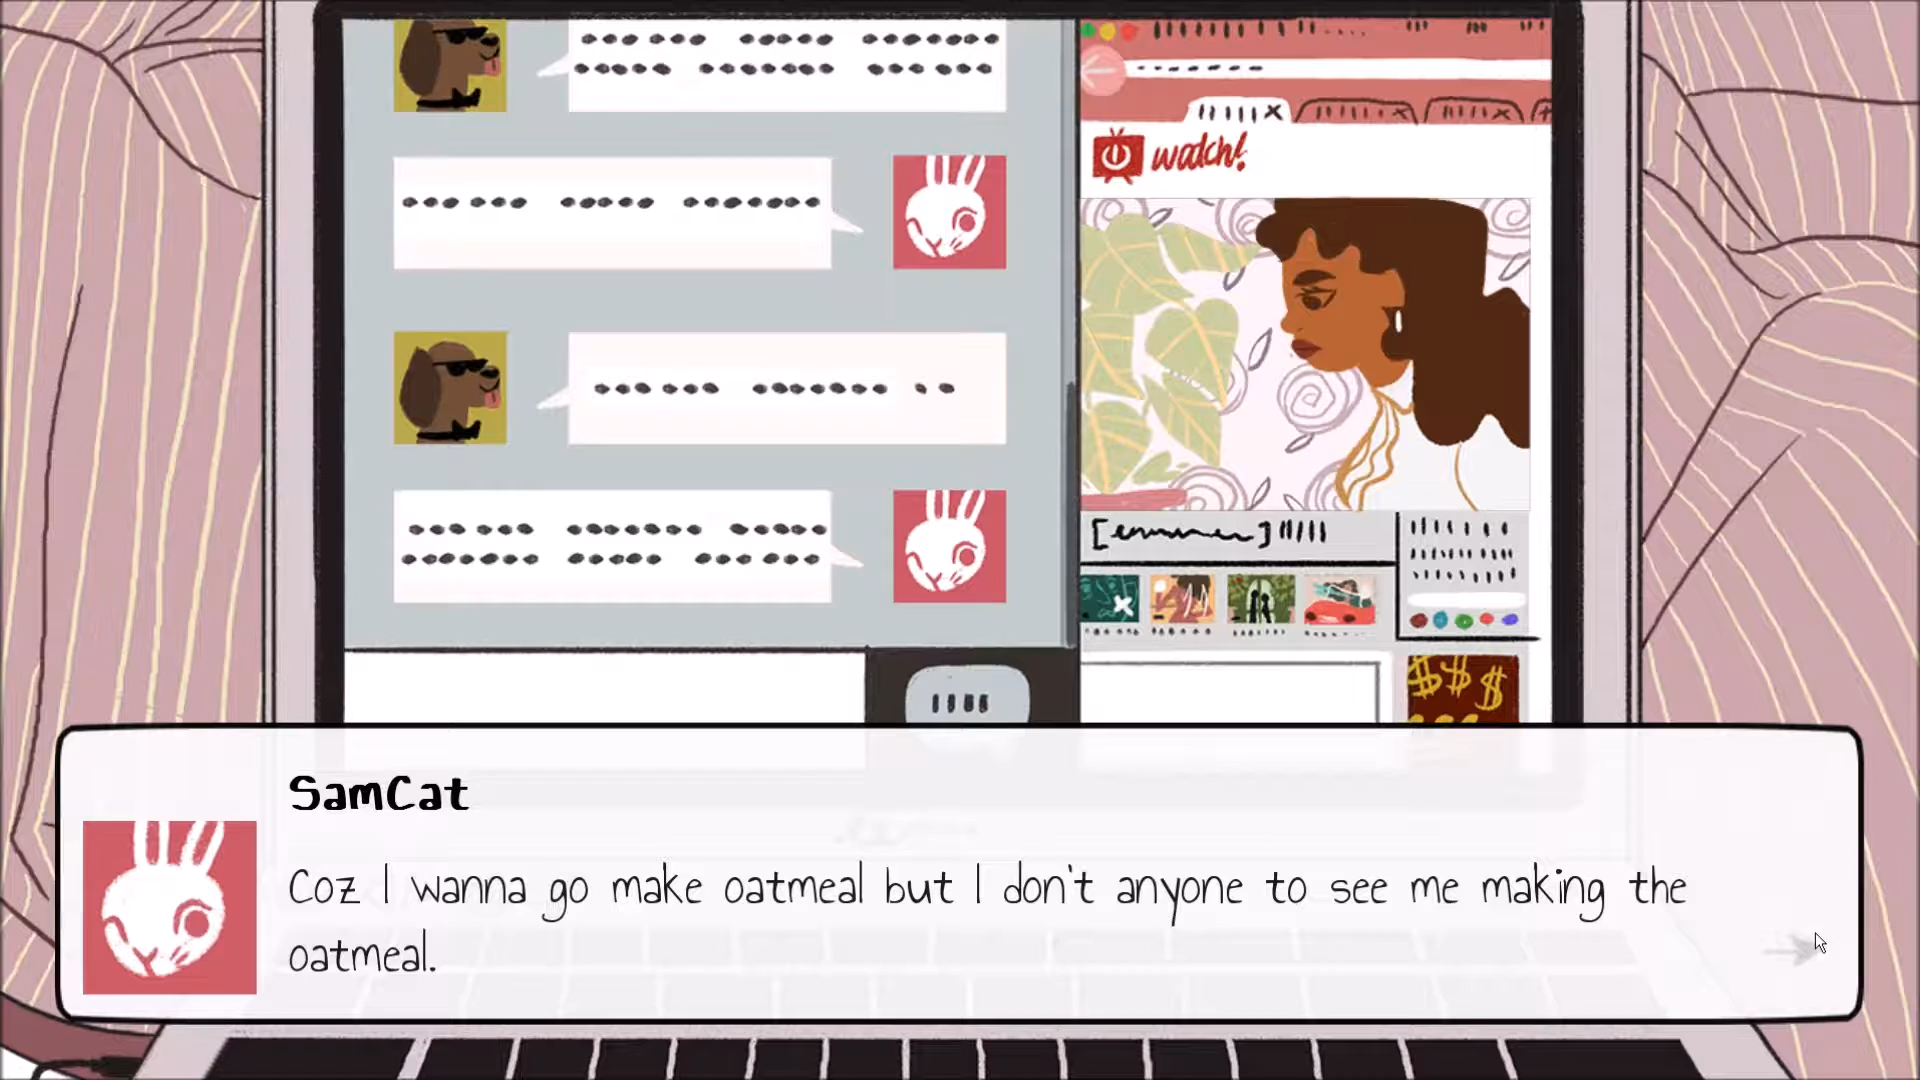 watch!
$$$
SamCat
Coz I wanna go make oatmeal but I don't anyone to see me making the
oatmeal.